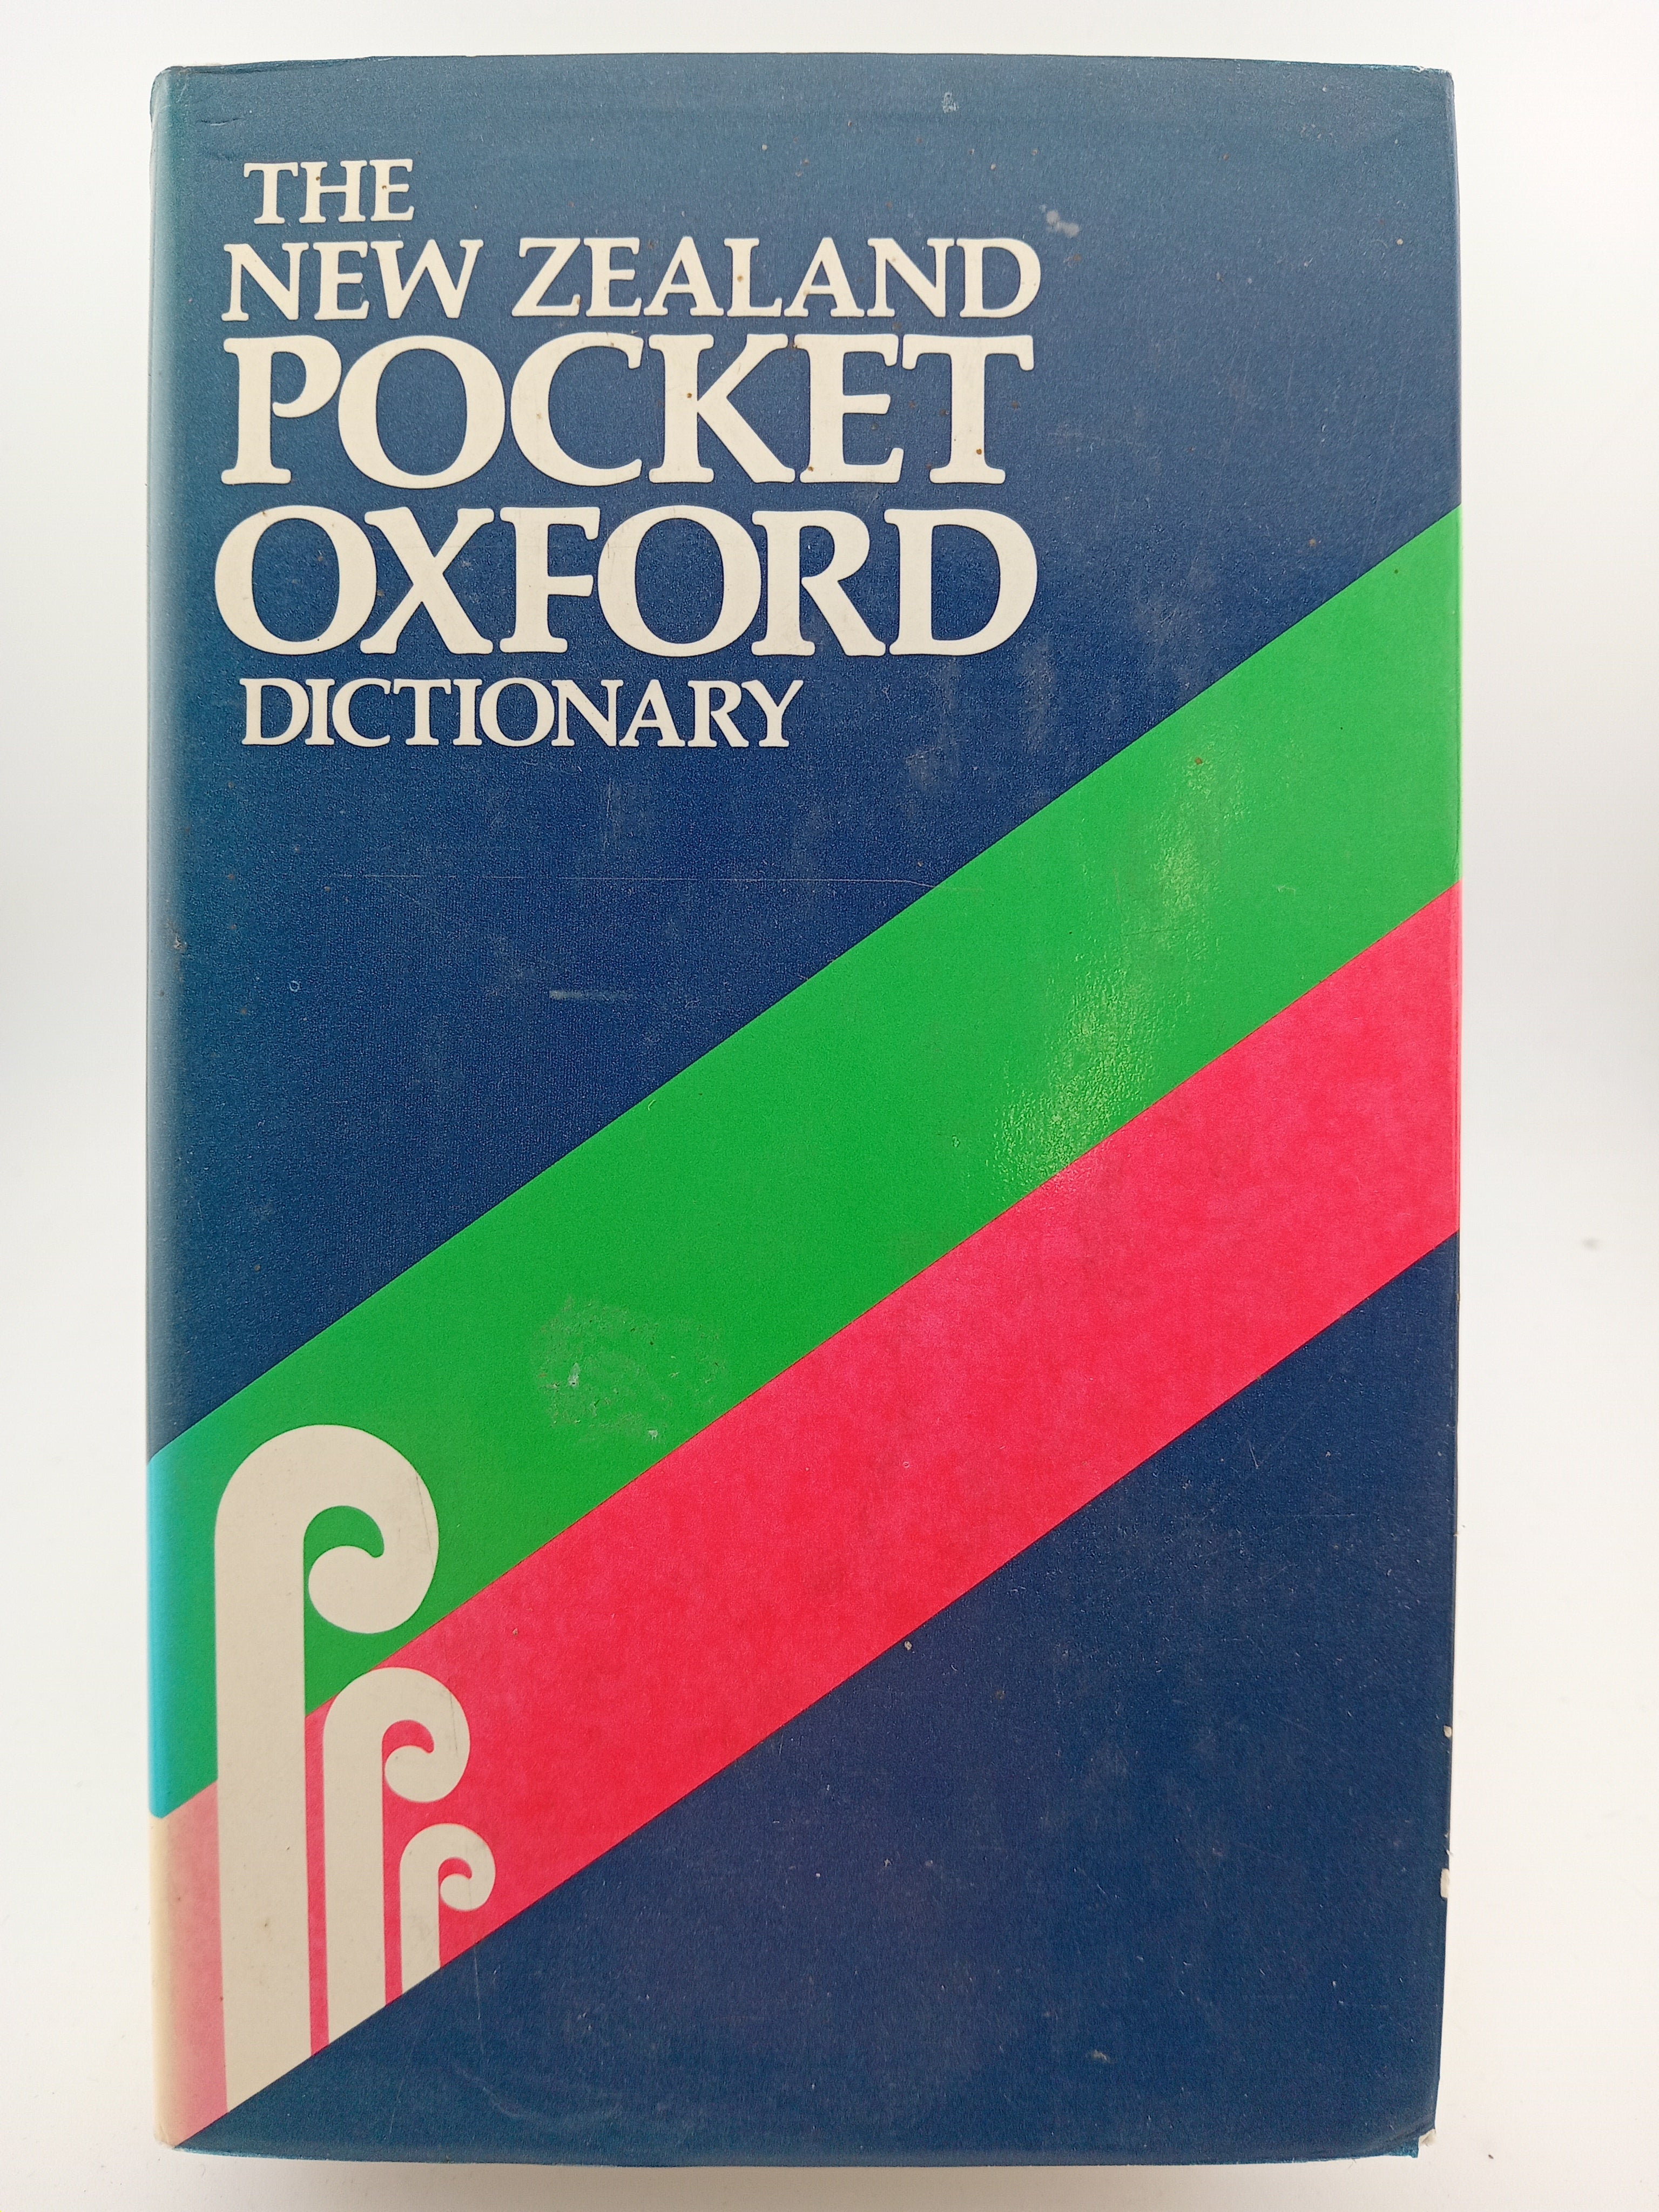 THE
NEW ZEALAND
POCKET
OXFORD
DICTIONARY